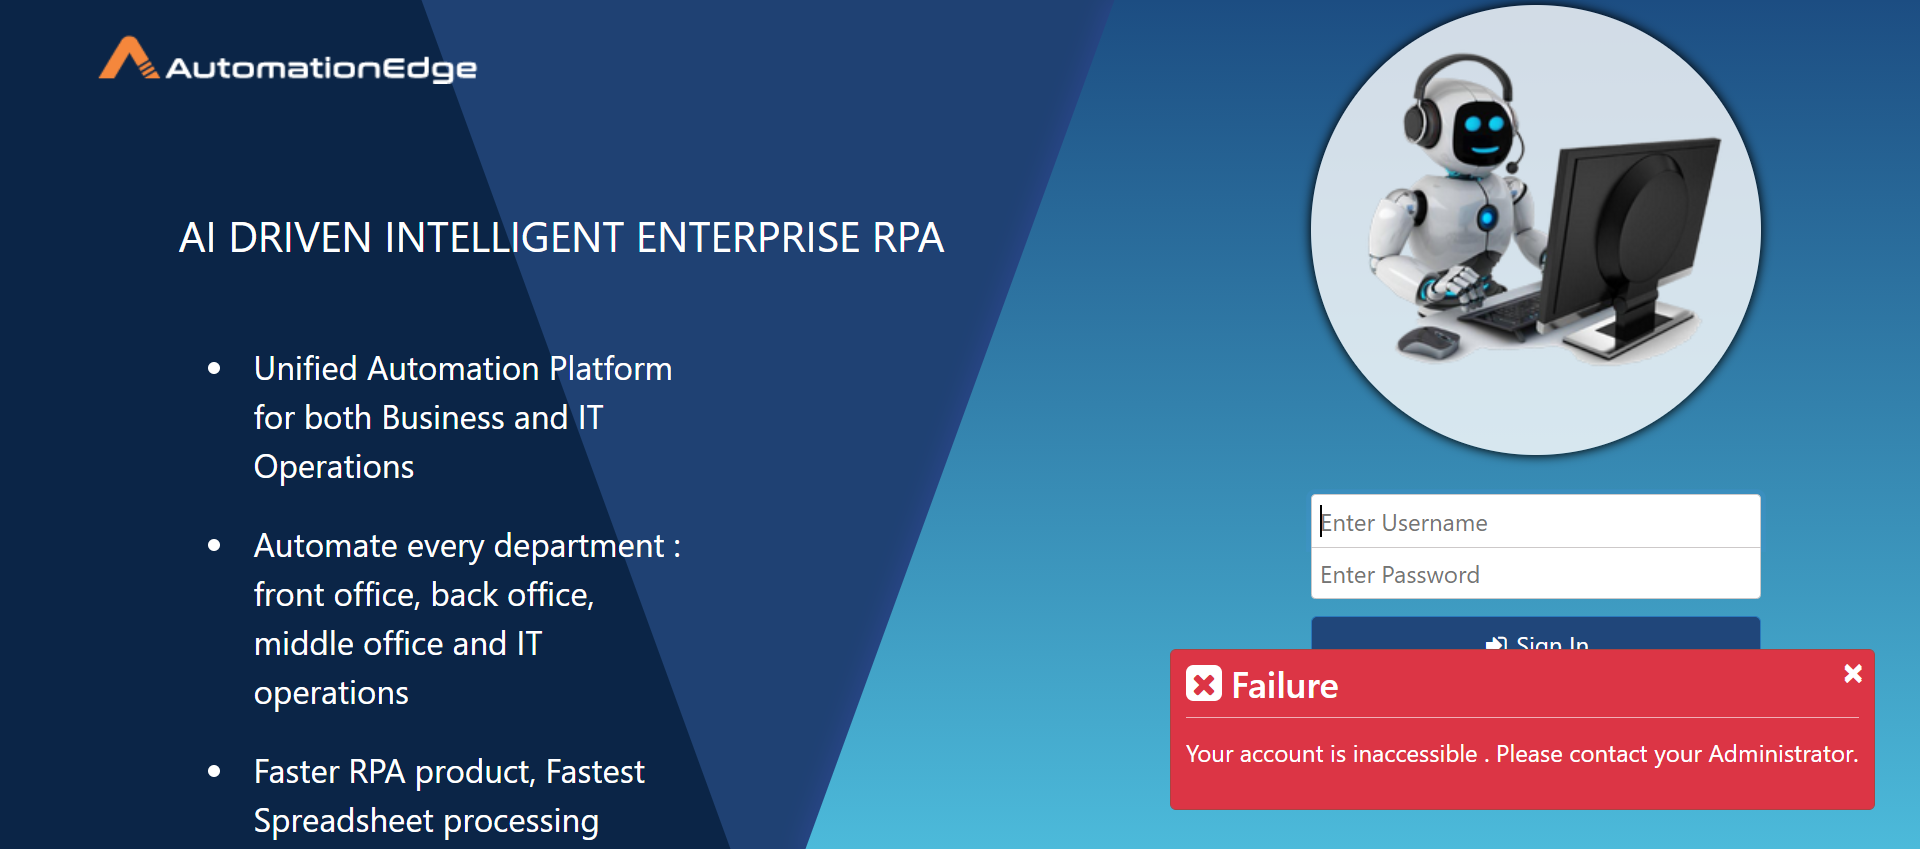 AutomationEdge
AI DRIVEN INTELLIGENT ENTERPRISE RPA
Unified Automation Platform
for both Business and IT
Operations
Automate every department :
front office, back office,
middle office and IT
operations
Faster RPA product, Fastest
Spreadsheet processing
Enter Username
Enter Password
Sign In
Failure
Your account is inaccessible . Please contact your Administrator.